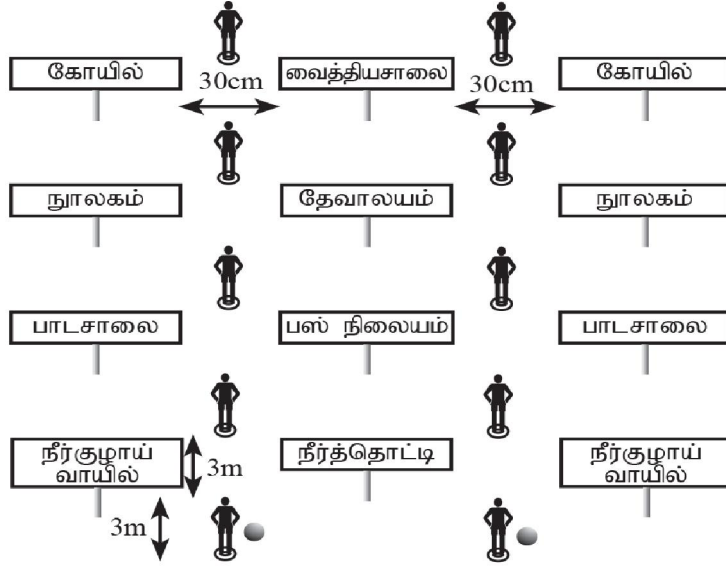 கோயில்
வைத்தியசாலை
கோயில்
30cm
30cm
நூலகம்
தேவாலயம்
நூலகம்
பாடசாலை
பஸ் நிலையம்
பாடசாலை
நீர்குழாய்
வாயில்
நீர்த்தொட்டி
நீர்குழாய்
வாயில்
3m
3m